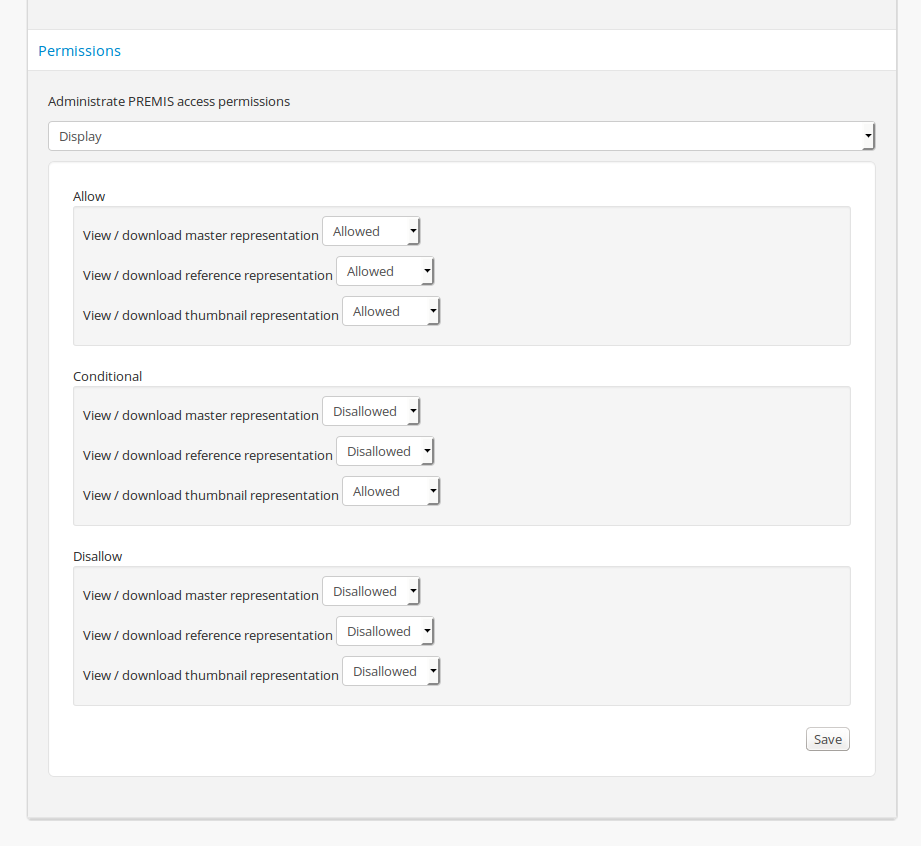 Permissions
Administrate PREMIS access permissions
Display
Allow
View / download master representation Allowed
View / download reference representation Allowed
View / download thumbnail representation Allowed
Conditional
View / download master representation Disallowed
View / download reference representation Disallowed
View / download thumbnail representation Allowed
Disallow
View / download master representation Disallowed
View / download reference representation Disallowed
View / download thumbnail representation Disallowed
Save